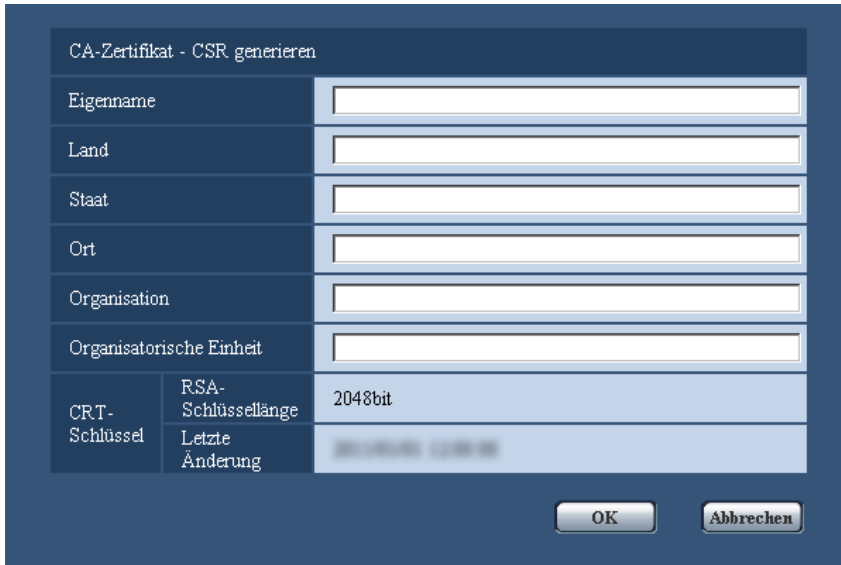 CA-Zertifikat - CSR generieren
Eigenname
Land
Staat
Ort
Organisation
Organisatorische Einheit
CRT-
Schlüssel
RSA-
Schlüssellänge
2048bit
Letzte
Änderung
OK
Abbrechen